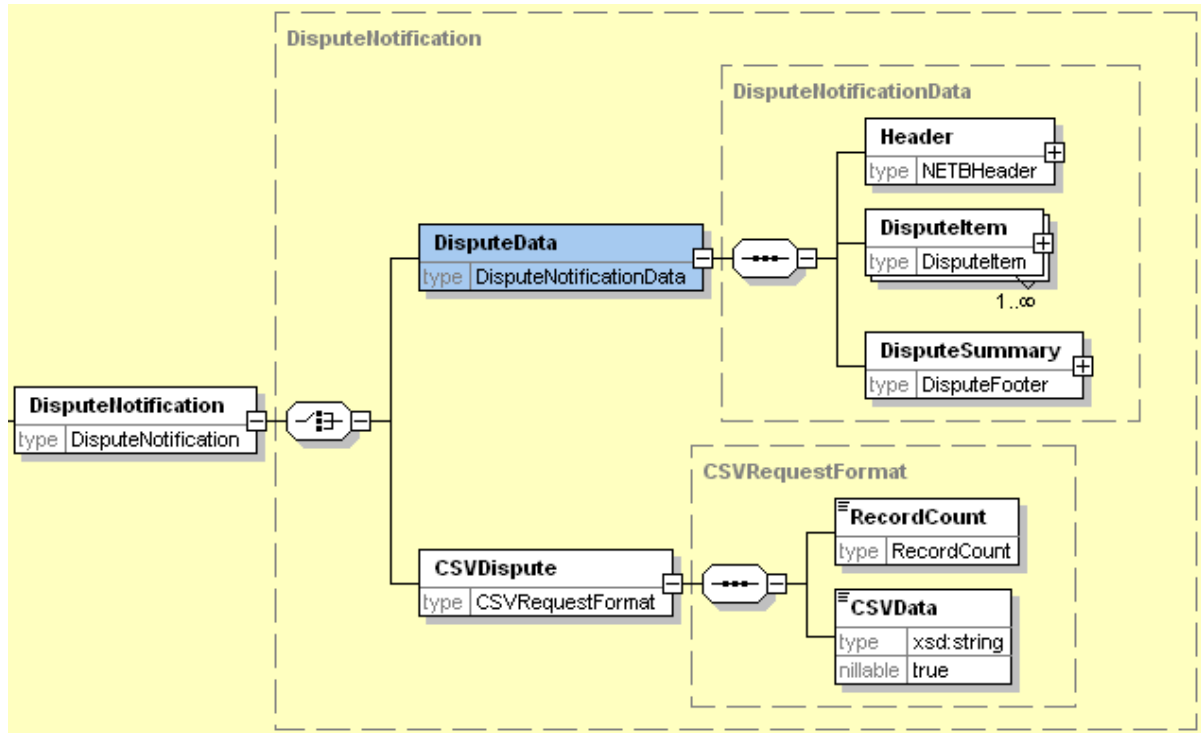 DisputeNotification
DisputeNotificationData
Header
type NETBHeader
DisputeData
type DisputeNotificationData
DisputeItem
type DisputeItem
1..∞
DisputeSummary
type DisputeFooter
DisputeNotification
type DisputeNotification
CSVRequestFormat
RecordCount
type RecordCount
CSVDispute
type CSVRequestFormat
CSVData
type xsd:string
nillable true